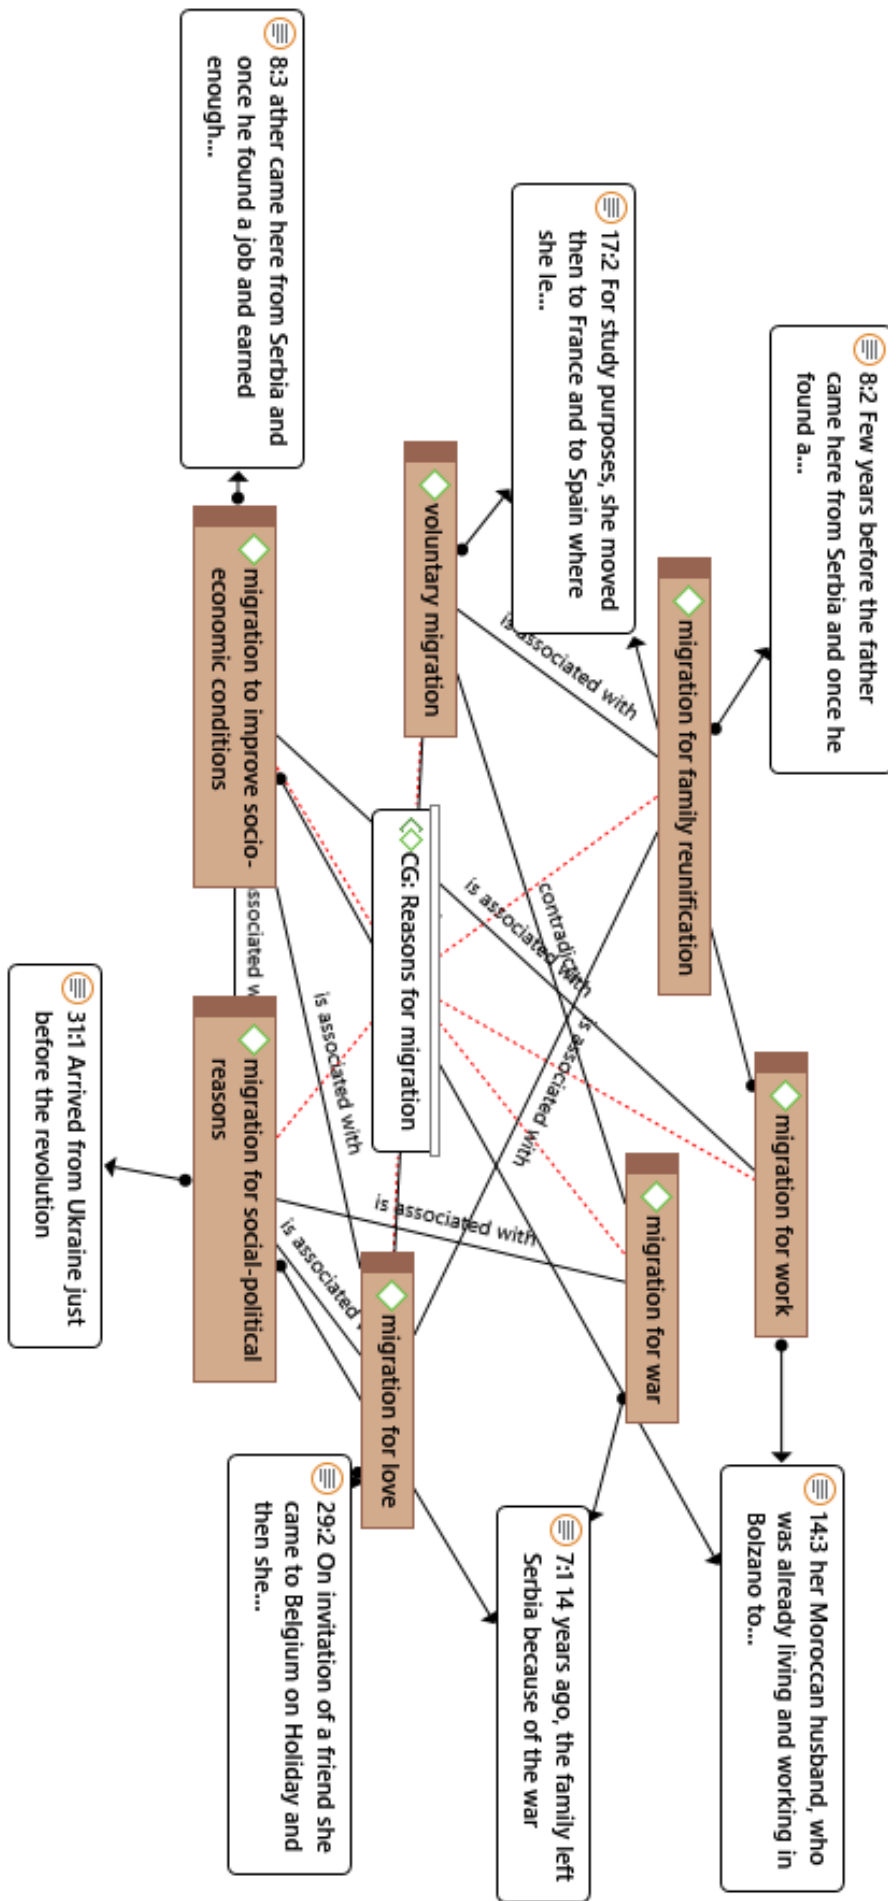 8:2 Few years before the father
came here from Serbia and once he
found a...
14:3 her Moroccan husband, who
was already living and working in
Bolzano to...
migration for work
migration for family reunification
migration for war
17:2 For study purposes, she moved
then to France and to Spain where
she le...
is associated with
contradicts
is associated with
is associated with
7:1 14 years ago, the family left
Serbia because of the war
voluntary migration
CG: Reasons for migration
is associated with
migration for love
is associated with
is associated
29:2 On invitation of a friend she
came to Belgium on Holiday and
then she...
8:3 ather came here from Serbia and
once he found a job and earned
enough...
migration to improve socio-
economic conditions
associated w
migration for social-political
reasons
31:1 Arrived from Ukraine just
before the revolution